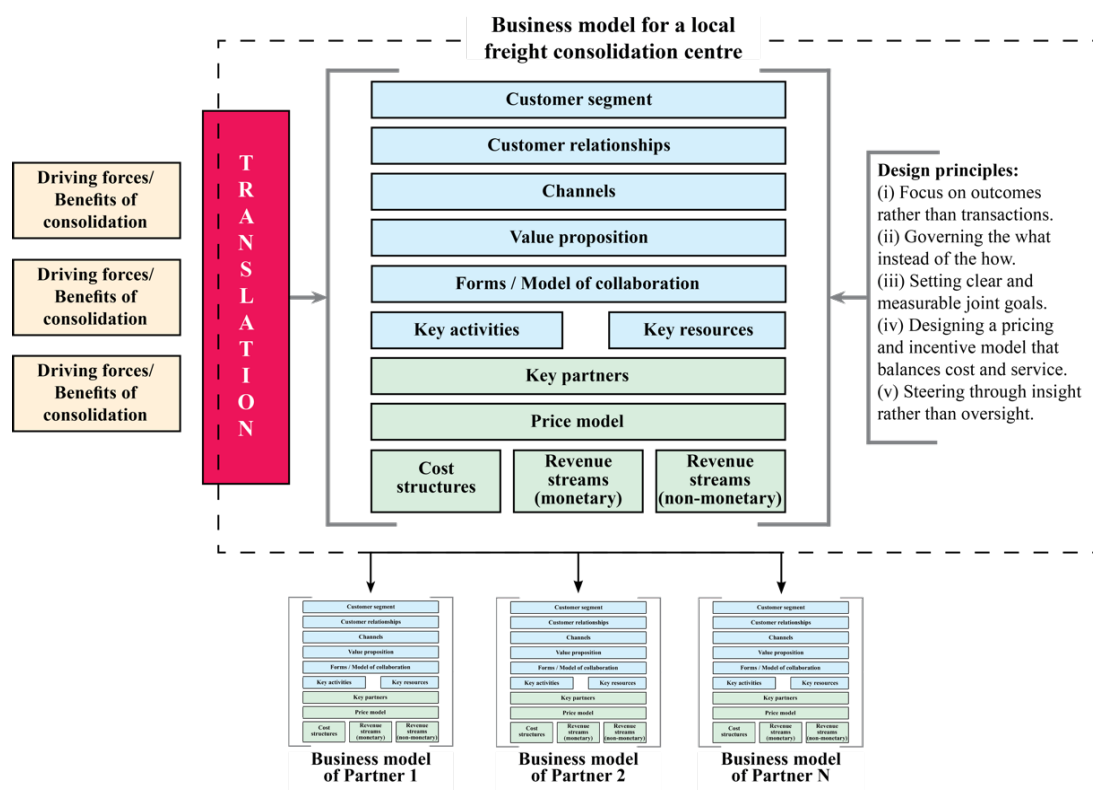 Business model for a local
freight consolidation centre
Customer segment
Customer relationships
Channels
Value proposition
Forms / Model of collaboration
Key activities
Key resources
Key partners
Price model
Cost
structures
Revenue
streams
(monetary)
Revenue
streams
(non-monetary)
TRANSLATION
Driving forces/
Benefits of
consolidation
Driving forces/
Benefits of
consolidation
Driving forces/
Benefits of
consolidation
Design principles:
(i) Focus on outcomes
rather than transactions.
(ii) Governing the what
instead of the how.
(iii) Setting clear and
measurable joint goals.
(iv) Designing a pricing
and incentive model that
balances cost and service.
(v) Steering through insight
rather than oversight.
Customer segment
Customer relationships
Channels
Value proposition
Forms / Model of collaboration
Key activities
Key resources
Key partners
Price model
Cost
structures
Revenue
streams
(monetary)
Revenue
streams
(non-monetary)
Business model
of Partner 1
Customer segment
Customer relationships
Channels
Value proposition
Forms / Model of collaboration
Key activities
Key resources
Key partners
Price model
Cost
structures
Revenue
streams
(monetary)
Revenue
streams
(non-monetary)
Business model
of Partner 2
Customer segment
Customer relationships
Channels
Value proposition
Forms / Model of collaboration
Key activities
Key resources
Key partners
Price model
Cost
structures
Revenue
streams
(monetary)
Revenue
streams
(non-monetary)
Business model
of Partner N